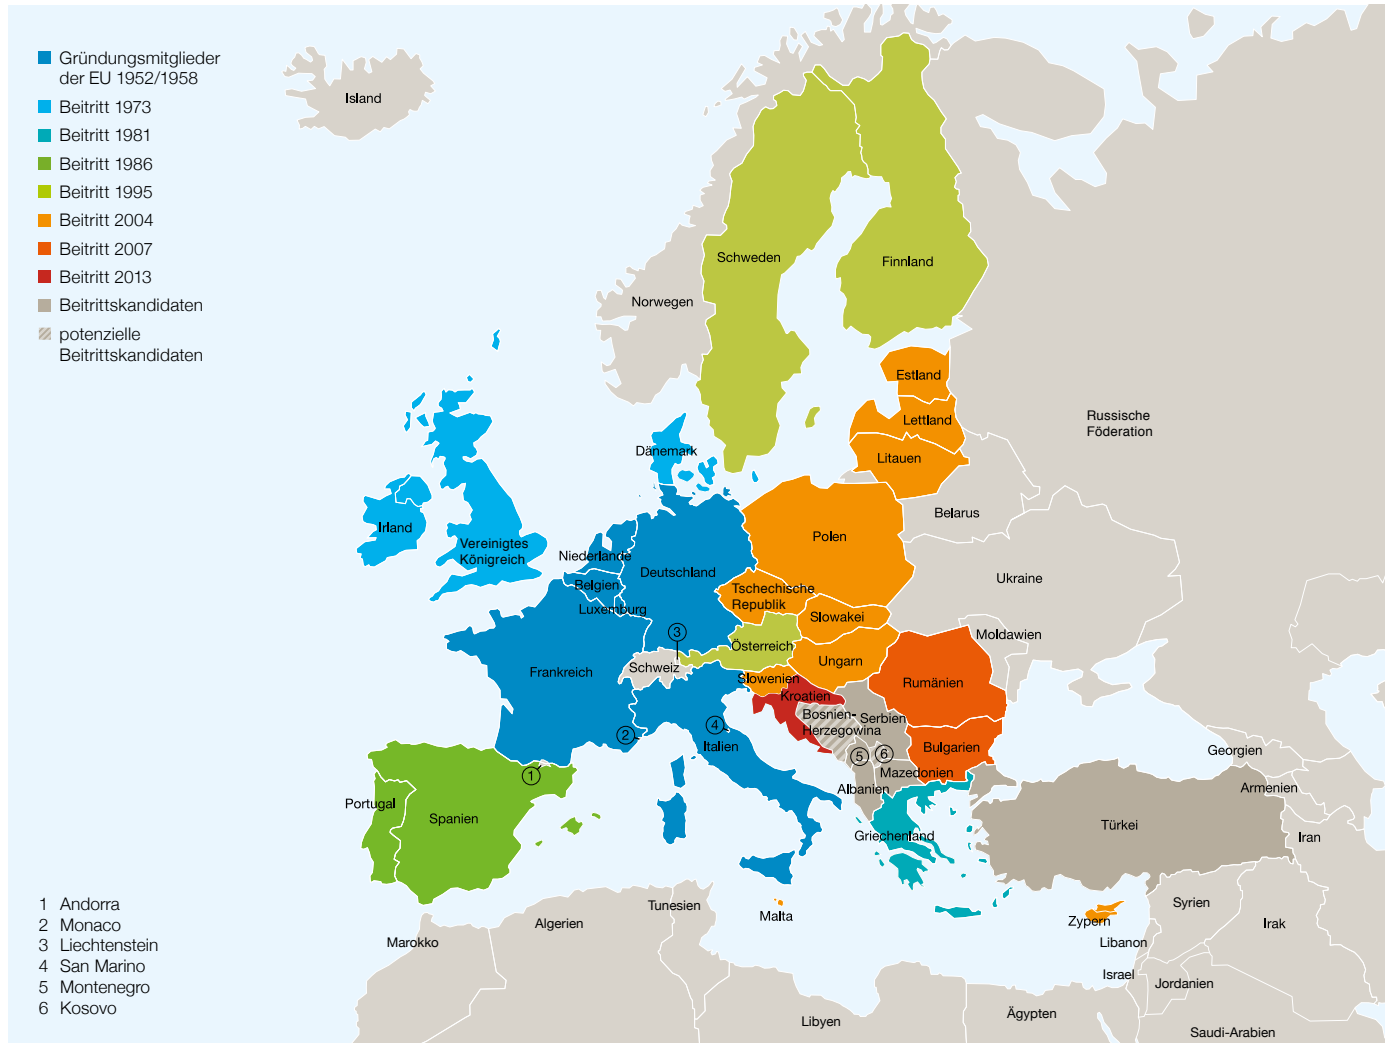 Gründungsmitglieder
der EU 1952/1958
Beitritt 1973
Beitritt 1981
Beitritt 1986
Beitritt 1995
Beitritt 2004
Beitritt 2007
Beitritt 2013
Beitrittskandidaten
potenzielle
Beitrittskandidaten
Island
Schweden
Finnland
Norwegen
Estland
Lettland
Litauen
Russische
Föderation
Dänemark
Belarus
Irland
Vereinigtes
Königreich
Niederlande
Polen
Belgien
Deutschland
Ukraine
Tschechische
Republik
Luxemburg
Slowakei
3
Moldawien
Österreich
Ungarn
Schweiz
Frankreich
Slowenien
Rumänien
Kroatien
Bosnien-
Herzegowina
Serbien
2
4
Italien
Bulgarien
5
6
Georgien
1
Mazedonien
Albanien
Armenien
Portugal
Spanien
Griechenland
Türkei
Iran
Malta
Zypern
Tunesien
Algerien
Marokko
Syrien
Irak
Libanon
Israel
Jordanien
Libyen
Ägypten
Saudi-Arabien
1 Andorra
2 Monaco
3 Liechtenstein
4 San Marino
5 Montenegro
6 Kosovo